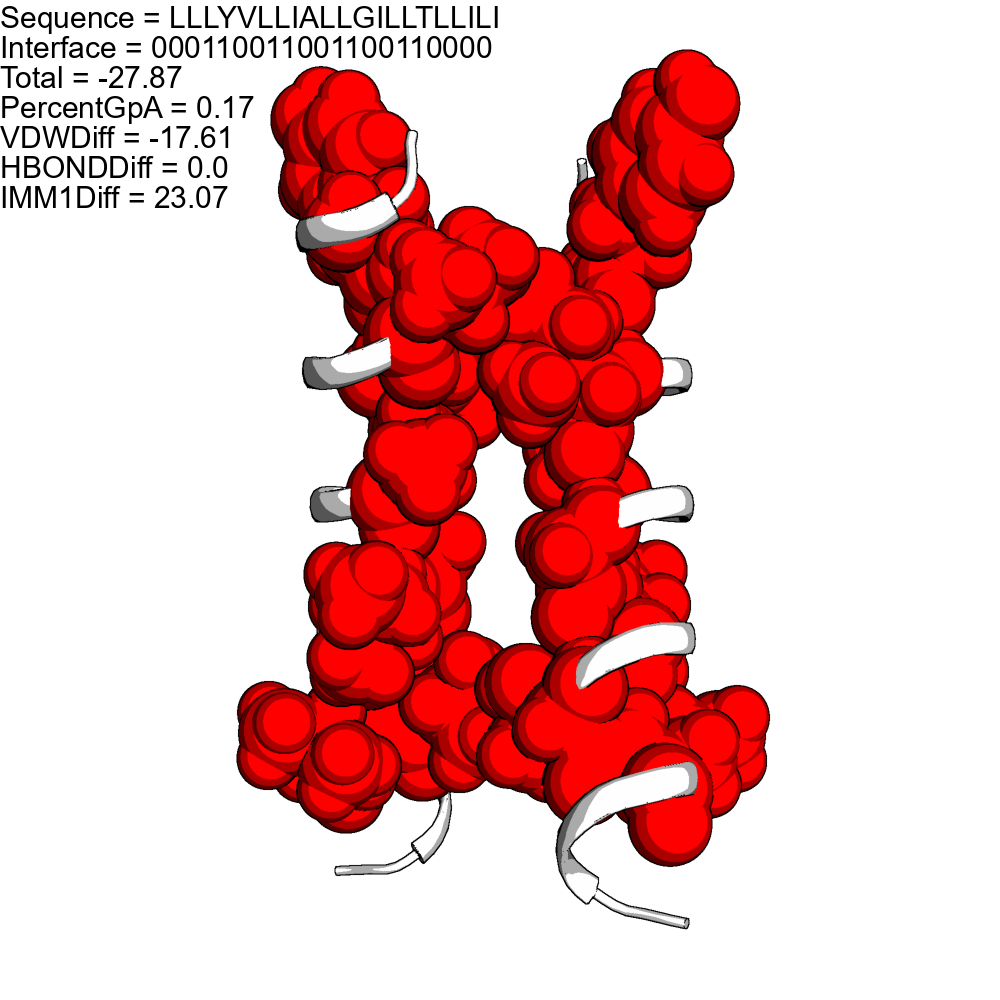 Sequence = LLLYVLLIALLGILLTLLILI
Interface = 000110011001100110000
Total = -27.87
PercentGpA = 0.17
VDWDiff = -17.61
HBONDDiff = 0.0
IMM1Diff = 23.07